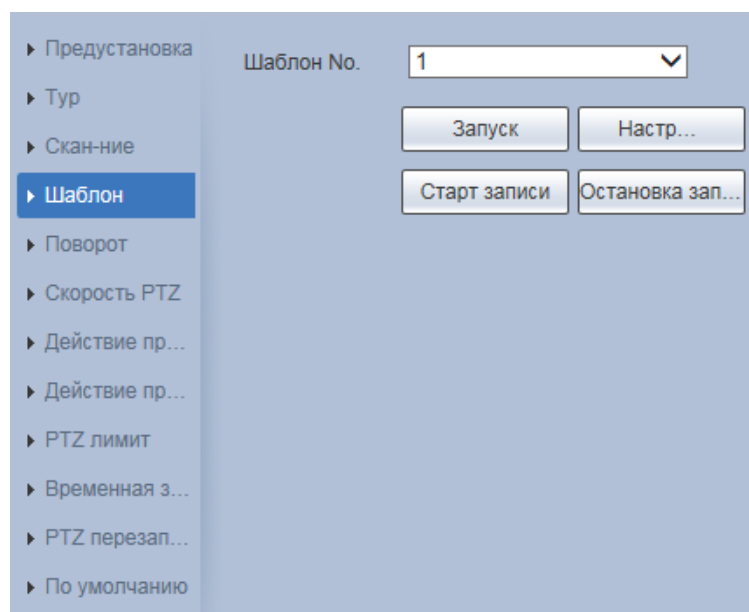 Предустановка
Тур
Скан-ние
Шаблон
Поворот
Скорость PTZ
Действие пр...
Действие пр...
PTZ лимит
Временная з...
PTZ перезап...
По умолчанию
Шаблон No. 1
Запуск Настр...
Старт записи Остановка зап...